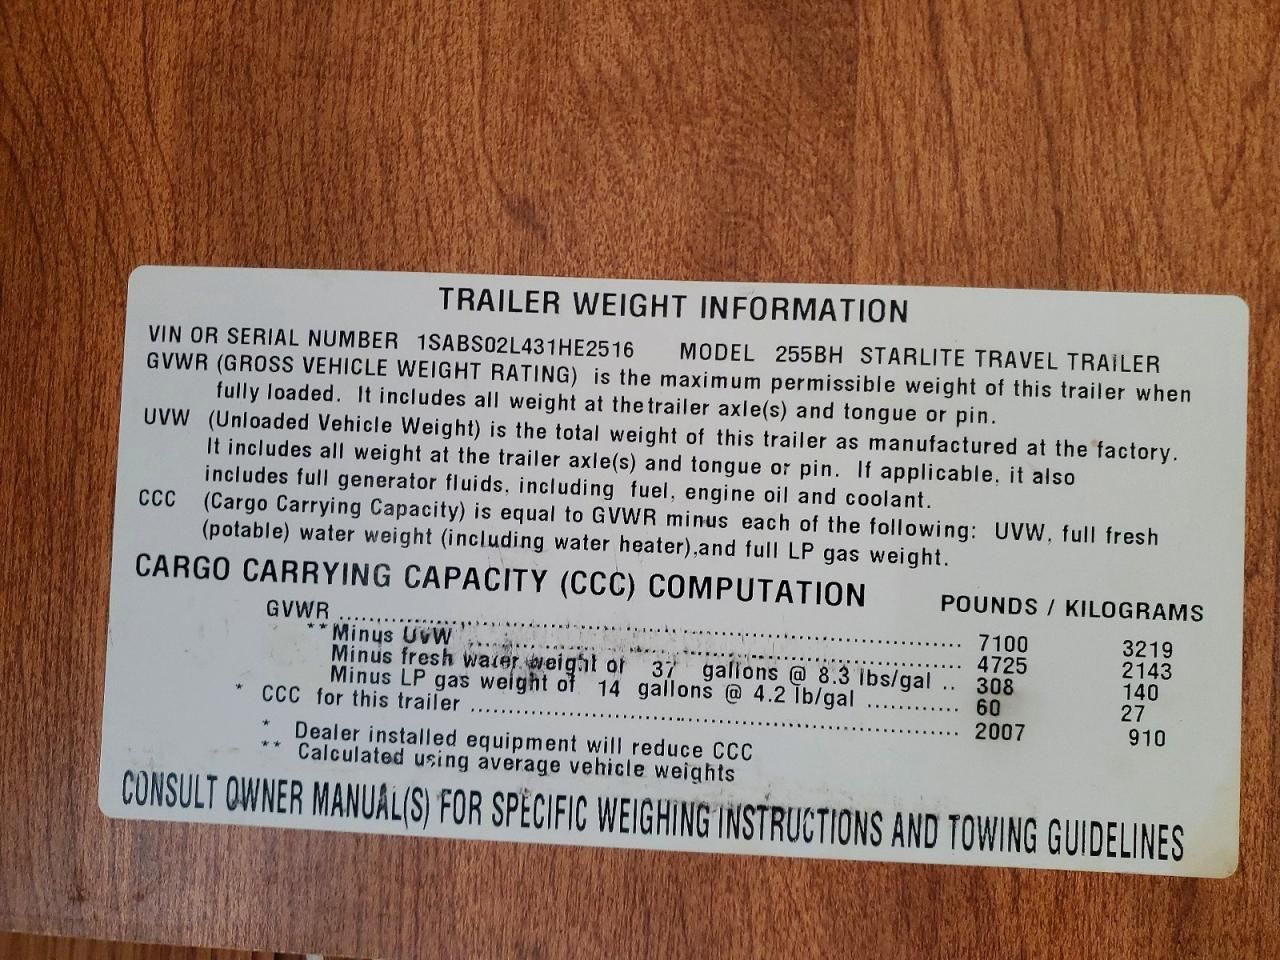 TRAILER WEIGHT INFORMATION
VIN OR SERIAL NUMBER 1SABS02L431HE2516 MODEL 255BH STARLITE TRAVEL TRAILER
GVWR (GROSS VEHICLE WEIGHT RATING) is the maximum permissible weight of this trailer when
fully loaded. It includes all weight at the trailer axle(s) and tongue or pin.
UVW (Unloaded Vehicle Weight) is the total weight of this trailer as manufactured at the factory.
It includes all weight at the trailer axle(s) and tongue or pin. If applicable, it also
includes full generator fluids, including fuel, engine oil and coolant.
CCC (Cargo Carrying Capacity) is equal to GVWR minus each of the following: UVW, full fresh
(potable) water weight (including water heater),and full LP gas weight.
CARGO CARRYING CAPACITY (CCC) COMPUTATION POUNDS / KILOGRAMS
GVWR ........ 7100 3219
**Minus UVW ........ 4725 2143
Minus fresh water weight of 37 gallons @ 8.3 lbs/gal .. 308 140
Minus LP gas weight of 14 gallons @ 4.2 lb/gal ............ 60 27
* CCC for this trailer ........ 2007 910
* Dealer installed equipment will reduce CCC
** Calculated using average vehicle weights
CONSULT OWNER MANUAL(S) FOR SPECIFIC WEIGHING INSTRUCTIONS AND TOWING GUIDELINES